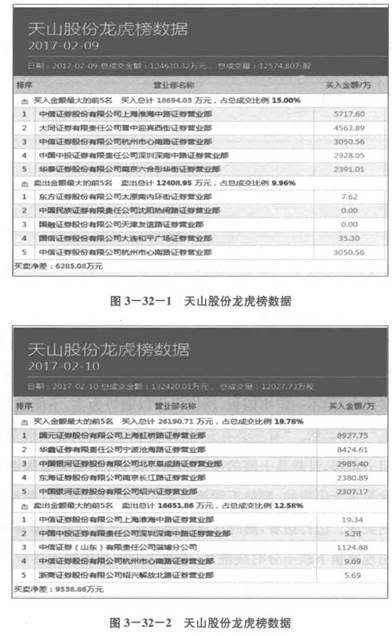 天山股份龙虎榜数据
2017-02-09
日期：2017-02-09 总成交金额：124630.32万元， 总成交量：12574.80万股
排序 营业部名称 买入金额/万
买入金额最大的前5名 买入总计 18694.03 万元，占总成交比例 15.00%
1 中信证券股份有限公司上海淮海中路证券营业部 5717.60
2 大同证券有限责任公司晋中迎宾西街证券营业部 4563.89
3 中信证券股份有限公司杭州市心南路证券营业部 3050.56
4 中国中投证券有限责任公司深圳深南中路证券营业部 2928.05
5 华泰证券股份有限公司南京六合彤华街证券营业部 2391.01
卖出金额最大的前5名 卖出总计 12408.95 万元，占总成交比例 9.96%
1 东方证券股份有限公司太原南内环街证券营业部 7.62
2 中国民族证券有限责任公司沈阳热闹路证券营业部 0.00
3 国融证券股份有限公司天津友谊路证券营业部 0.00
4 国信证券股份有限公司大连和平广场证券营业部 35.30
5 中信证券股份有限公司杭州市心南路证券营业部 3050.56
买卖净差：6285.08万元
图 3-32-1 天山股份龙虎榜数据
天山股份龙虎榜数据
2017-02-10
日期：2017-02-10 总成交金额：132420.01万元， 总成交量：12027.73万股
排序 营业部名称 买入金额/万
买入金额最大的前5名 买入总计 26190.71 万元，占总成交比例 19.78%
1 国元证券股份有限公司上海虹桥路证券营业部 8927.75
2 华鑫证券有限责任公司宁波沧海路证券营业部 8424.61
3 中国银河证券股份有限公司北京阜成路证券营业部 2985.40
4 东海证券股份有限公司南京长江路证券营业部 2380.89
5 中国银河证券股份有限公司绍兴证券营业部 2307.17
卖出金额最大的前5名 卖出总计 16651.86 万元，占总成交比例 12.58%
1 中信证券股份有限公司上海淮海中路证券营业部 19.34
2 中国中投证券有限责任公司深圳深南中路证券营业部 5.28
3 中信证券（山东）有限责任公司淄博分公司 1124.88
4 中信证券股份有限公司杭州市心南路证券营业部 9.69
5 浙商证券股份有限公司绍兴解放北路证券营业部 5.69
买卖净差：9538.86万元
图 3-32-2 天山股份龙虎榜数据